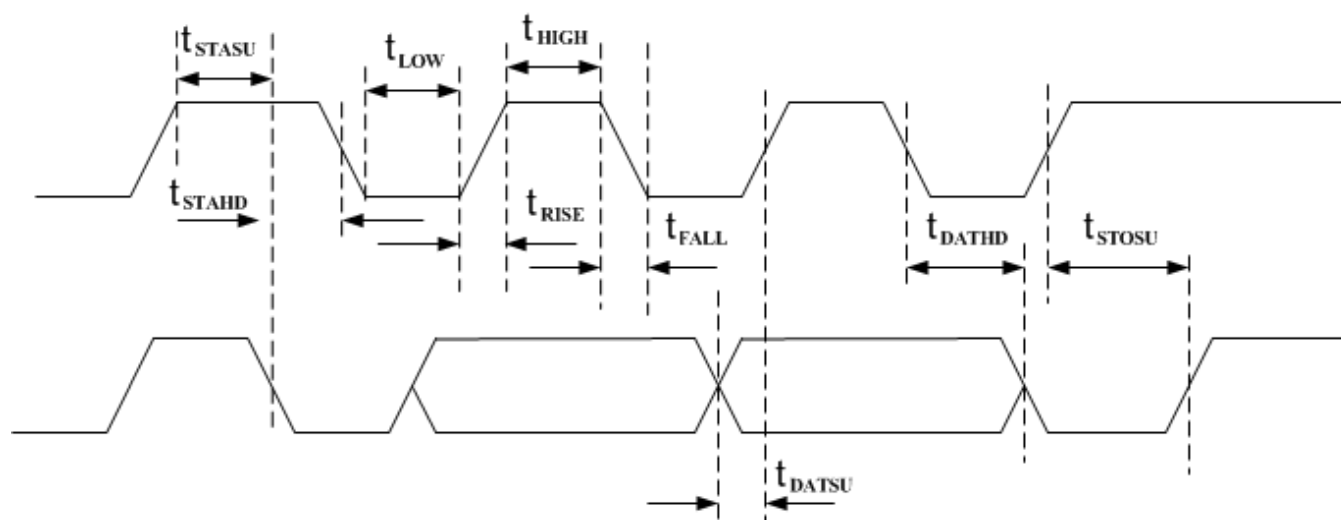 tSTASU
tLOW
tHIGH
tSTAHD
tRISE
tFALL
tDATHD
tSTOSU
tDATSU